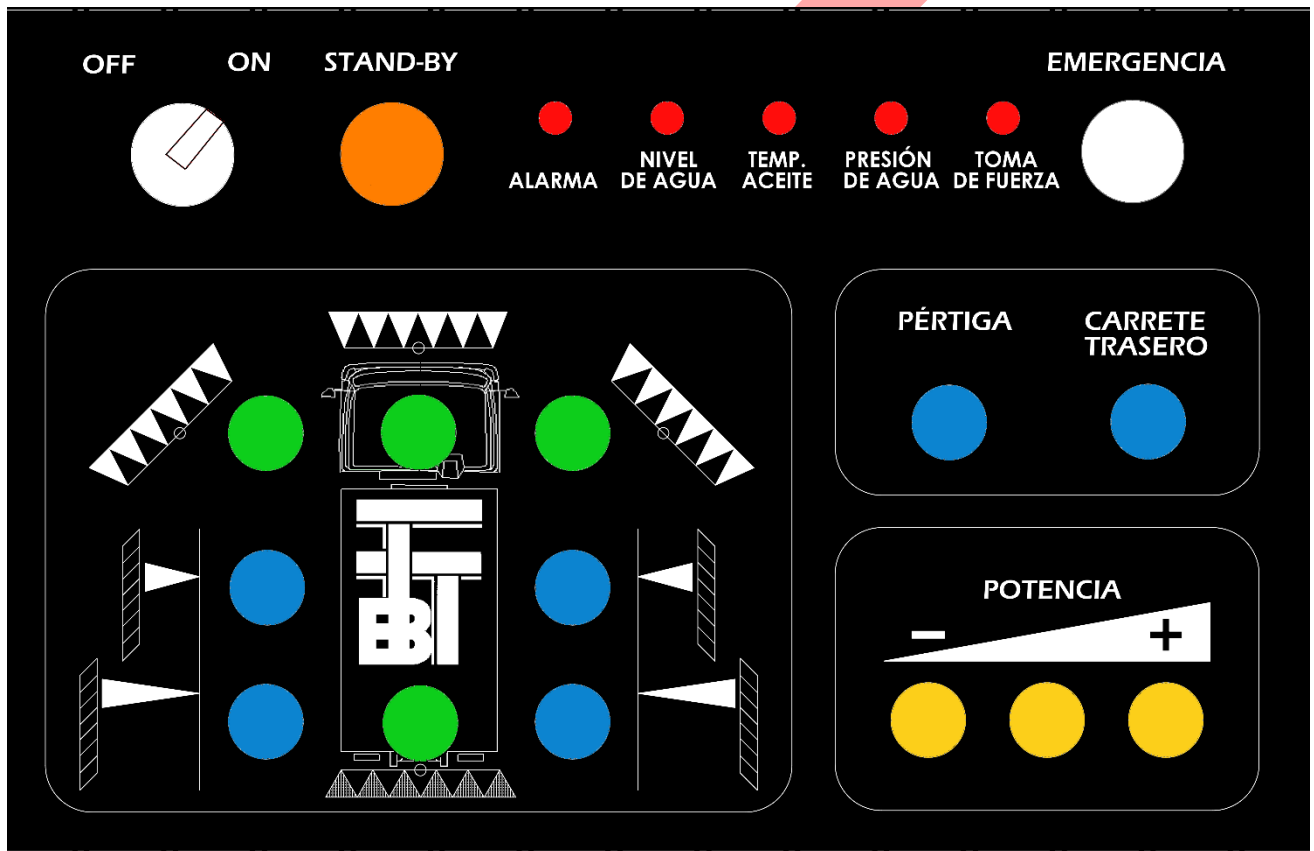 OFF
ON
STAND-BY
EMERGENCIA
ALARMA
NIVEL
DE AGUA
TEMP.
ACEITE
PRESIÓN
DE AGUA
TOMA
DE FUERZA
PÉRTIGA
CARRETE
TRASERO
POTENCIA
- +